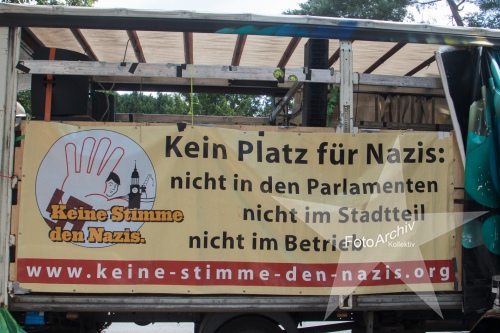 Kein Platz für Nazis:
nicht in den Parlamenten
nicht im Stadtteil
nicht im Betrieb
Keine Stimme
den Nazis.
FotoArchiv
Kollektiv
www.keine-stimme-den-nazis.org